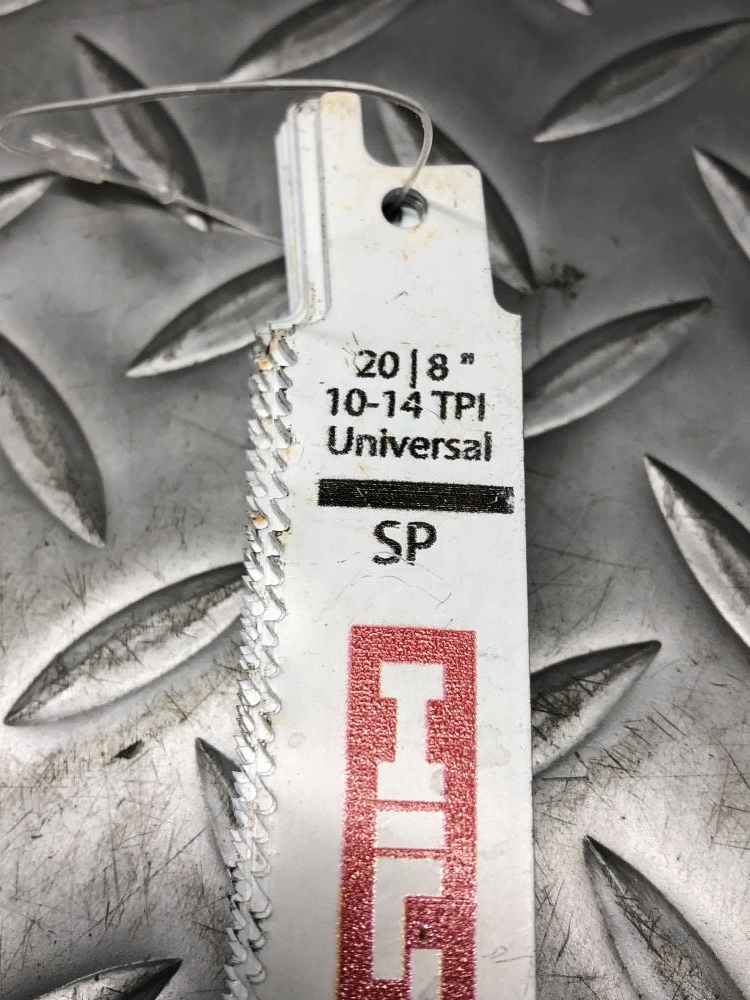 20 | 8 "
10-14 TPI
Universal
SP